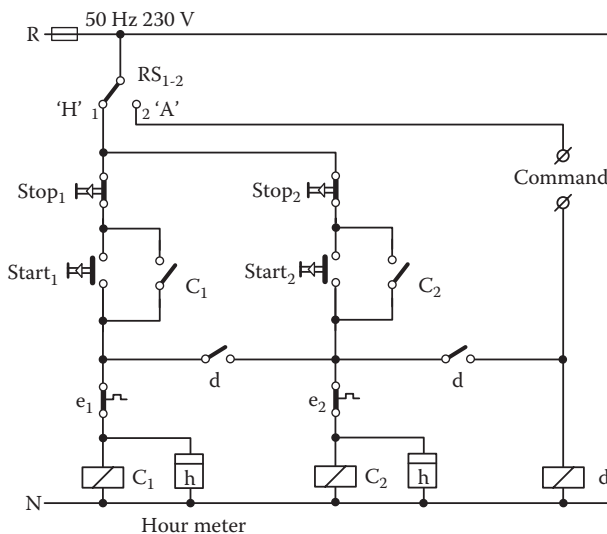 R 50 Hz 230 V
RS₁₋₂
'H' 1 2 'A'
Stop₁ Stop₂ Command
Start₁ C₁ Start₂ C₂
d d
e₁ e₂
C₁ h C₂ h d
N
Hour meter